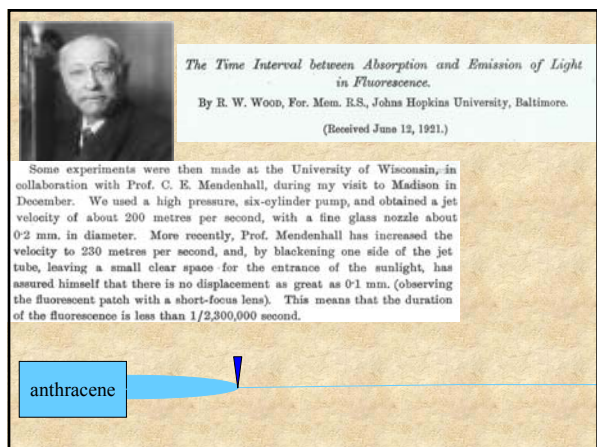 The Time Interval between Absorption and Emission of Light
in Fluorescence.
By R. W. WOOD, For. Mem. R.S., Johns Hopkins University, Baltimore.
(Received June 12, 1921.)
Some experiments were then made at the University of Wisconsin, in
collaboration with Prof. C. E. Mendenhall, during my visit to Madison in
December. We used a high pressure, six-cylinder pump, and obtained a jet
velocity of about 200 metres per second, with a fine glass nozzle about
0·2 mm. in diameter. More recently, Prof. Mendenhall has increased the
velocity to 230 metres per second, and, by blackening one side of the jet
tube, leaving a small clear space for the entrance of the sunlight, has
assured himself that there is no displacement as great as 0·1 mm. (observing
the fluorescent patch with a short-focus lens). This means that the duration
of the fluorescence is less than 1/2,300,000 second.
anthracene